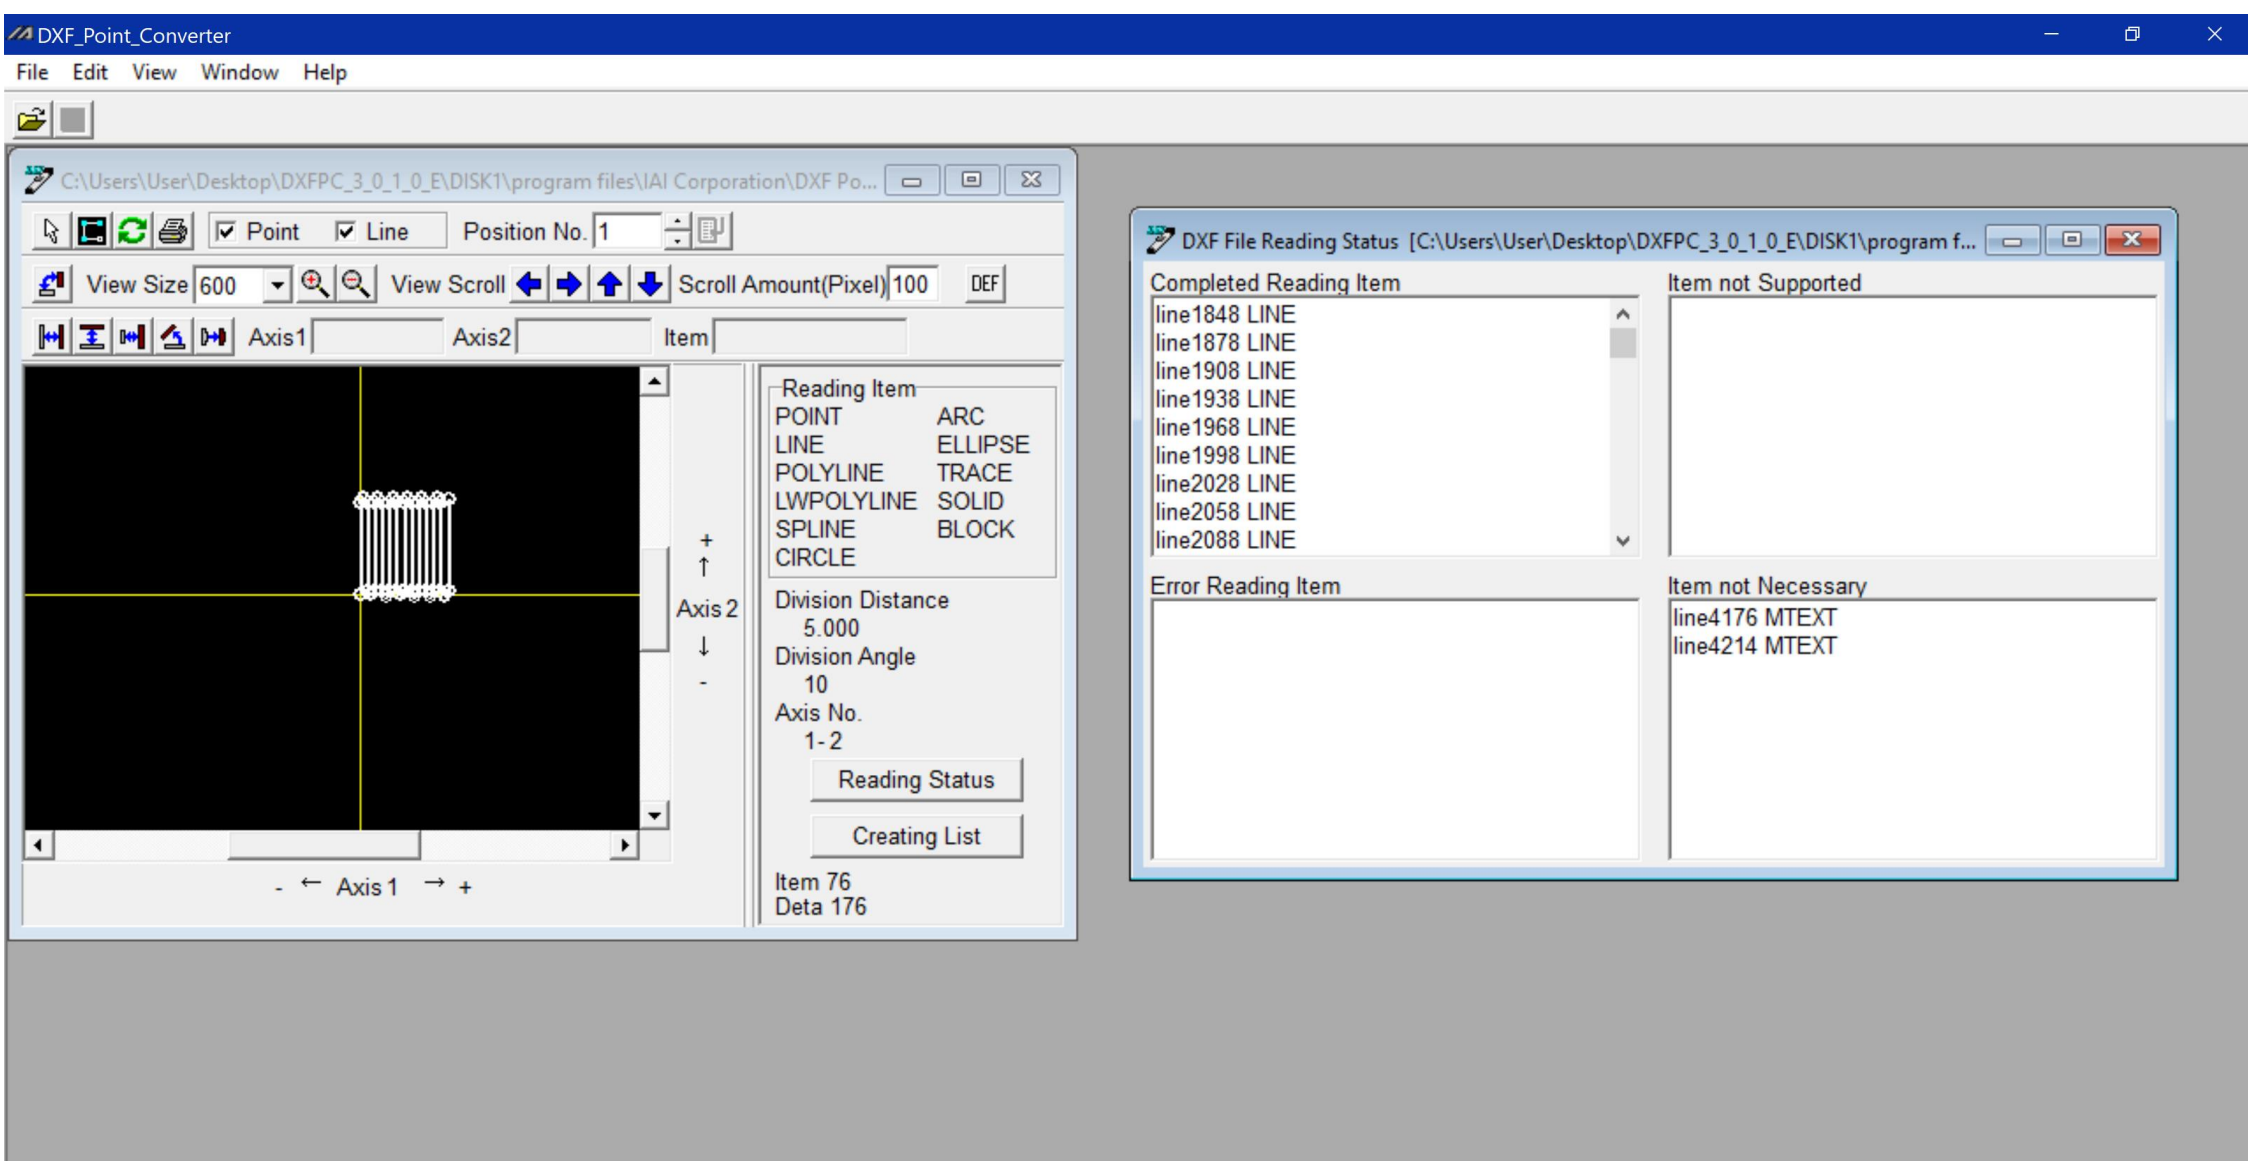 DXF_Point_Converter
File Edit View Window Help
C:\Users\User\Desktop\DXFPC_3_0_1_0_E\DISK1\program files\IAI Corporation\DXF Po...
Point Line Position No. 1
View Size 600 View Scroll Scroll Amount(Pixel) 100 DEF
Axis1 Axis2 Item
Reading Item
POINT ARC
LINE ELLIPSE
POLYLINE TRACE
LWPOLYLINE SOLID
SPLINE BLOCK
CIRCLE
Division Distance
5.000
Division Angle
10
Axis No.
1- 2
Reading Status
Creating List
Item 76
Deta 176
+
↑
Axis 2
↓
-
- ← Axis 1 → +
DXF File Reading Status [C:\Users\User\Desktop\DXFPC_3_0_1_0_E\DISK1\program f...
Completed Reading Item
line1848 LINE
line1878 LINE
line1908 LINE
line1938 LINE
line1968 LINE
line1998 LINE
line2028 LINE
line2058 LINE
line2088 LINE
Item not Supported
Error Reading Item
Item not Necessary
line4176 MTEXT
line4214 MTEXT